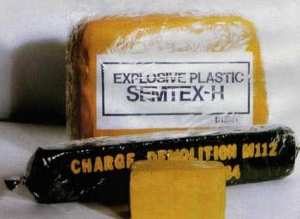 EXPLOSIVE PLASTIC
SEMTEX-H
CHARGE DEMOLITION M112